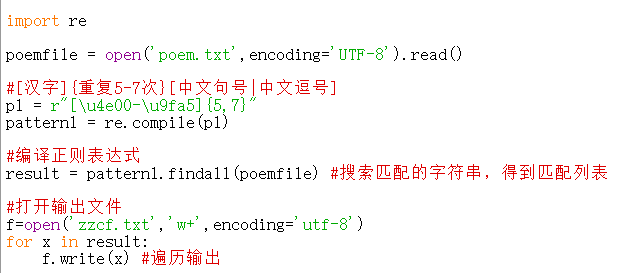 import re
poemfile = open('poem.txt',encoding='UTF-8').read()
#[汉字]{重复5-7次}[中文句号|中文逗号]
p1 = r"[\u4e00-\u9fa5]{5,7}"
pattern1 = re.compile(p1)
#编译正则表达式
result = pattern1.findall(poemfile) #搜索匹配的字符串，得到匹配列表
#打开输出文件
f=open('zzcf.txt','w+',encoding='utf-8')
for x in result:
    f.write(x) #遍历输出